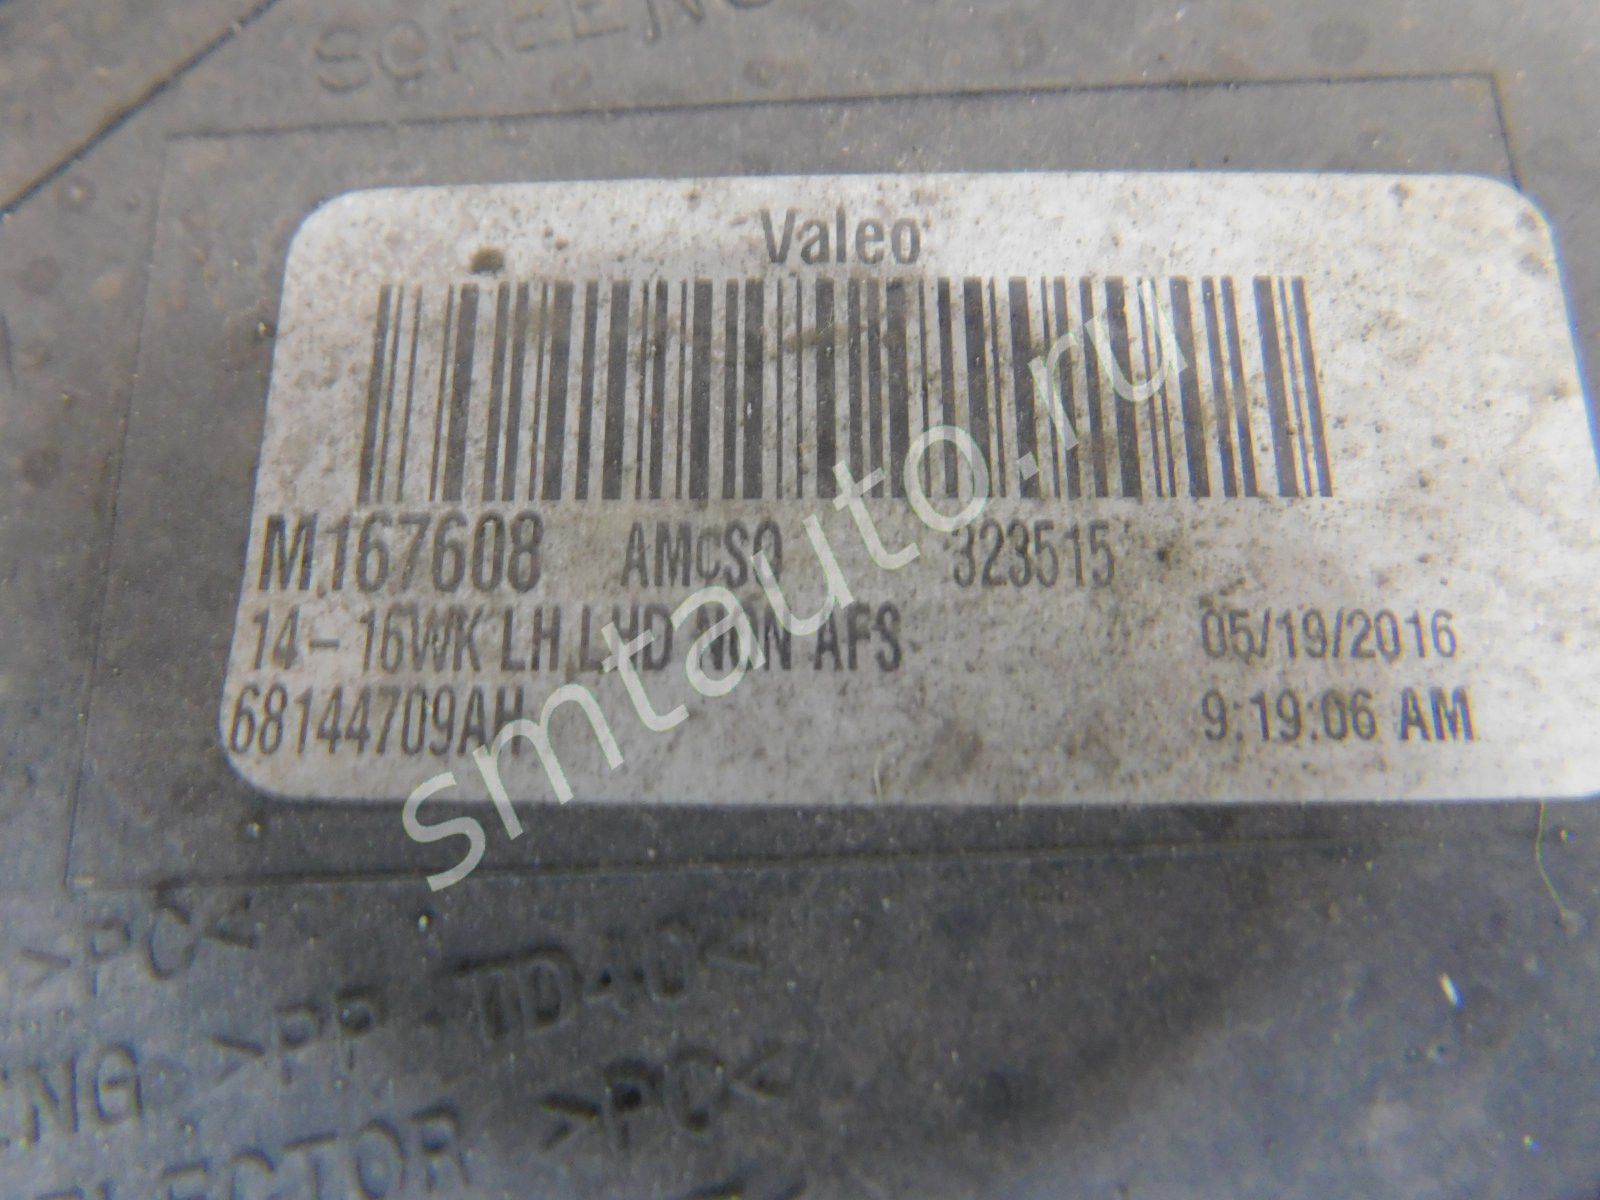 Valeo
M167608 AMcSQ 323515
14-16WK LH LHD NON AFS 05/19/2016
68144709AH 9:19:06 AM
smtauto.ru
>PC<
>PP-TD40<
>PC<